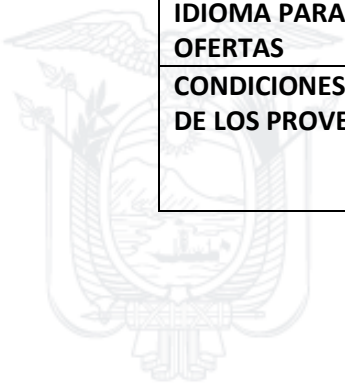 IDIOMA PARA
OFERTAS
CONDICIONES
DE LOS PROVE